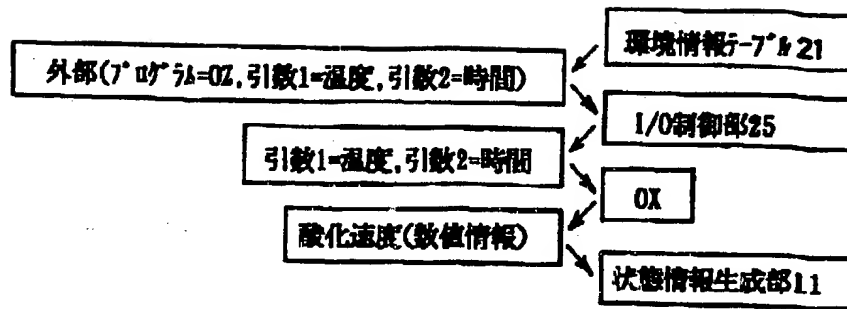 環境情報テーブル21
外部(プログラム=OX,引数1=温度,引数2=時間)
I/O制御部25
引数1=温度,引数2=時間
OX
酸化速度(数値情報)
状態情報生成部11